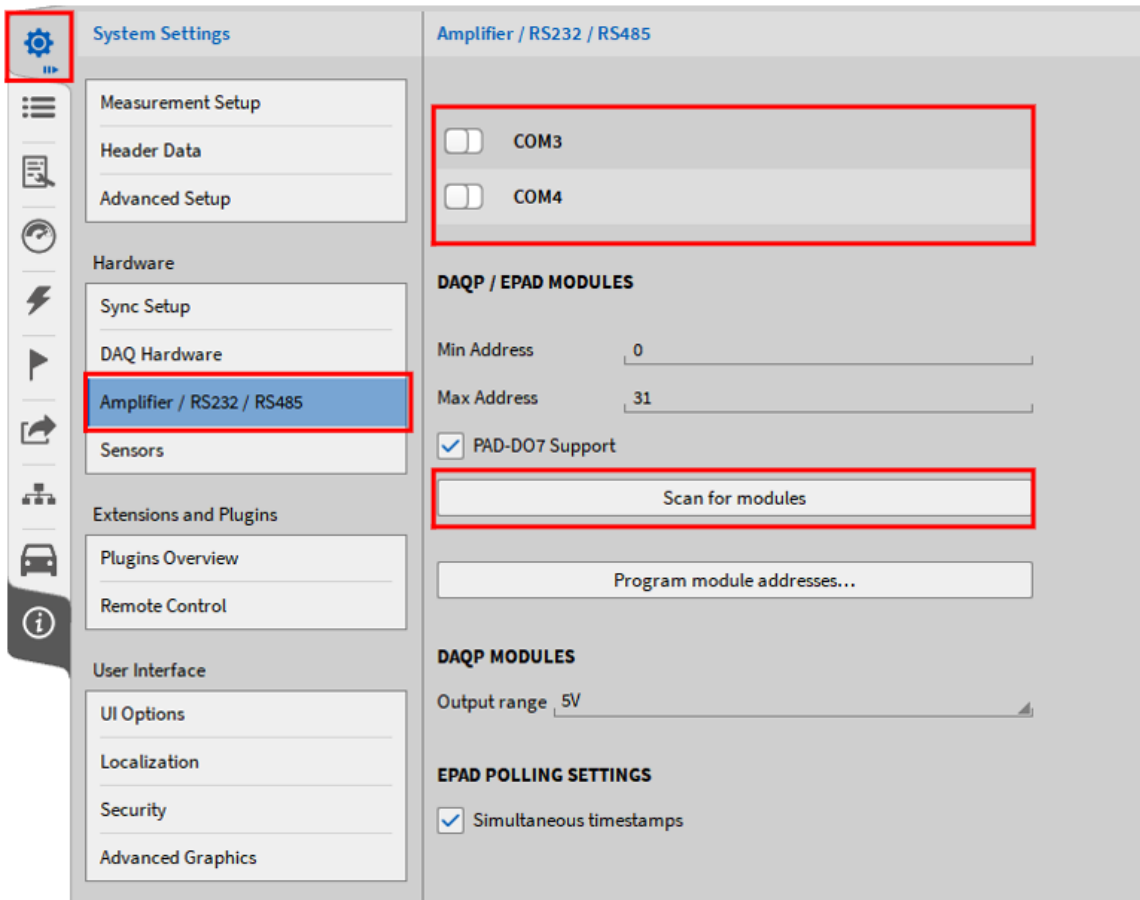 System Settings
Measurement Setup
Header Data
Advanced Setup
Hardware
Sync Setup
DAQ Hardware
Amplifier / RS232 / RS485
Sensors
Extensions and Plugins
Plugins Overview
Remote Control
User Interface
UI Options
Localization
Security
Advanced Graphics
Amplifier / RS232 / RS485
COM3
COM4
DAQP / EPAD MODULES
Min Address 0
Max Address 31
PAD-DO7 Support
Scan for modules
Program module addresses...
DAQP MODULES
Output range 5V
EPAD POLLING SETTINGS
Simultaneous timestamps